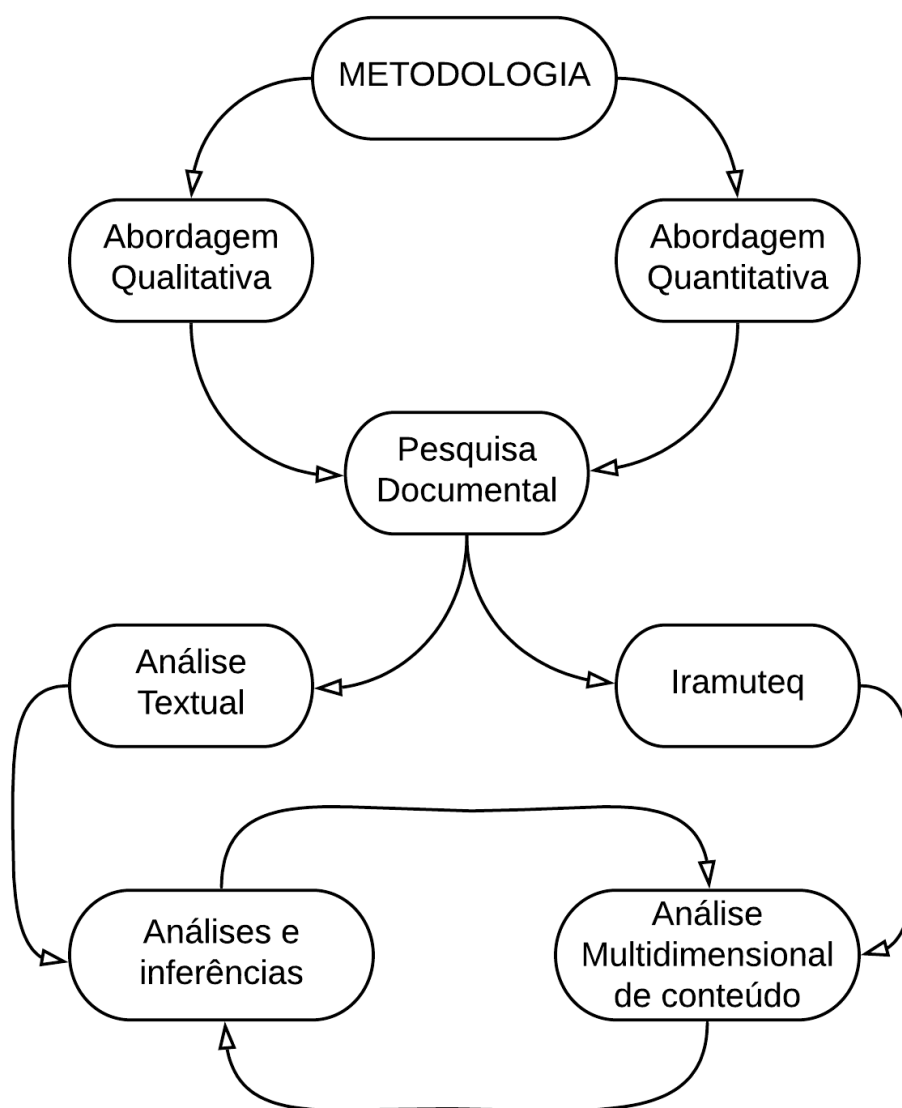 METODOLOGIA
Abordagem
Qualitativa
Abordagem
Quantitativa
Pesquisa
Documental
Análise
Textual
Iramuteq
Análises e
inferências
Análise
Multidimensional
de conteúdo